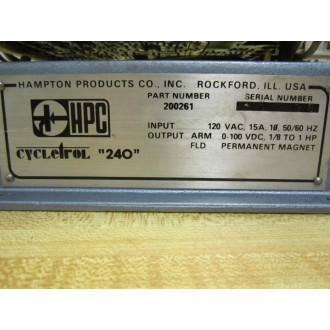 HAMPTON PRODUCTS CO., INC. ROCKFORD, ILL. USA
PART NUMBER SERIAL NUMBER
200261
HPC
INPUT 120 VAC, 15A, 1Ø, 50/60 HZ
OUTPUT ARM 0-100 VDC, 1/8 TO 1 HP
cycletrol "240"
FLD PERMANENT MAGNET